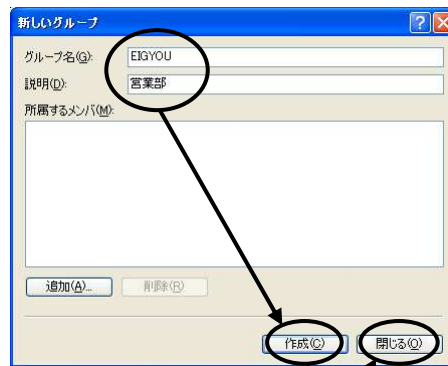 新しいグループ
グループ名(G): EIGYOU
説明(D): 営業部
所属するメンバ(M):
追加(A)... 削除(R)
作成(C) 閉じる(O)